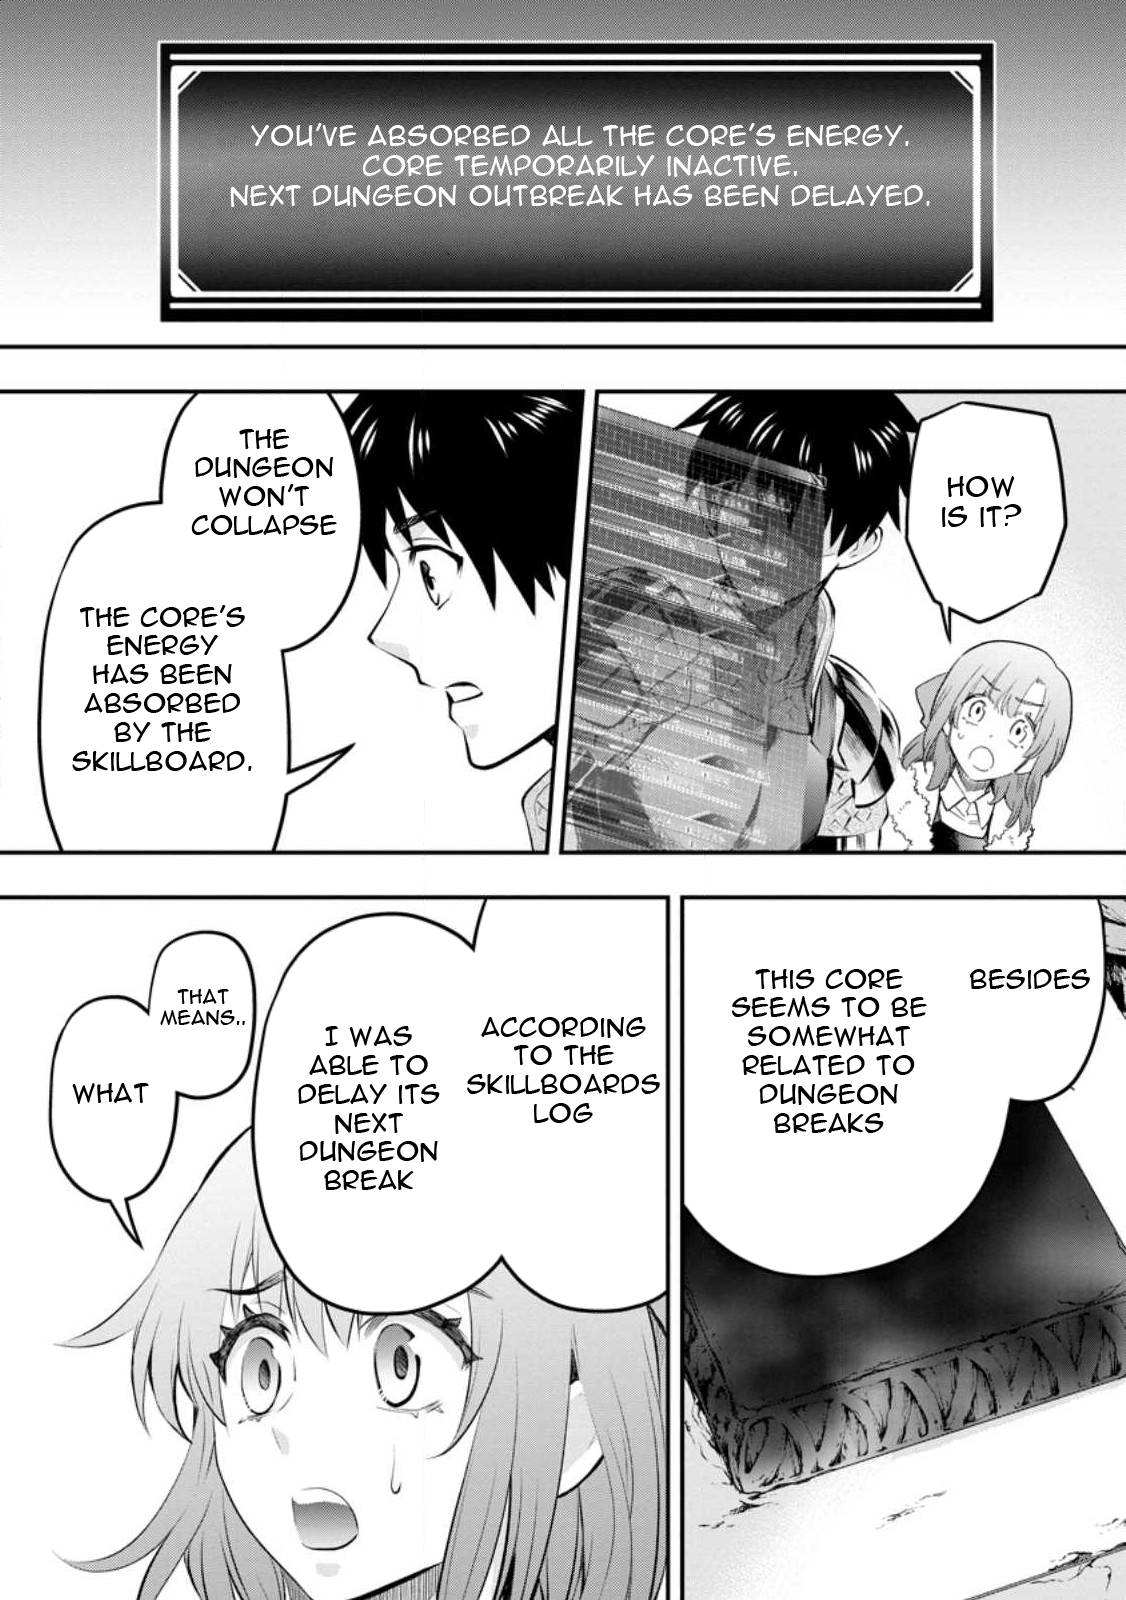 YOU'VE ABSORBED ALL THE CORE'S ENERGY.
CORE TEMPORARILY INACTIVE.
NEXT DUNGEON OUTBREAK HAS BEEN DELAYED.
HOW
IS IT?
THE
DUNGEON
WON'T
COLLAPSE
THE CORE'S
ENERGY
HAS BEEN
ABSORBED
BY THE
SKILLBOARD.
BESIDES
THIS CORE
SEEMS TO BE
SOMEWHAT
RELATED TO
DUNGEON
BREAKS
ACCORDING
TO THE
SKILLBOARDS
LOG
I WAS
ABLE TO
DELAY ITS
NEXT
DUNGEON
BREAK
THAT
MEANS..
WHAT